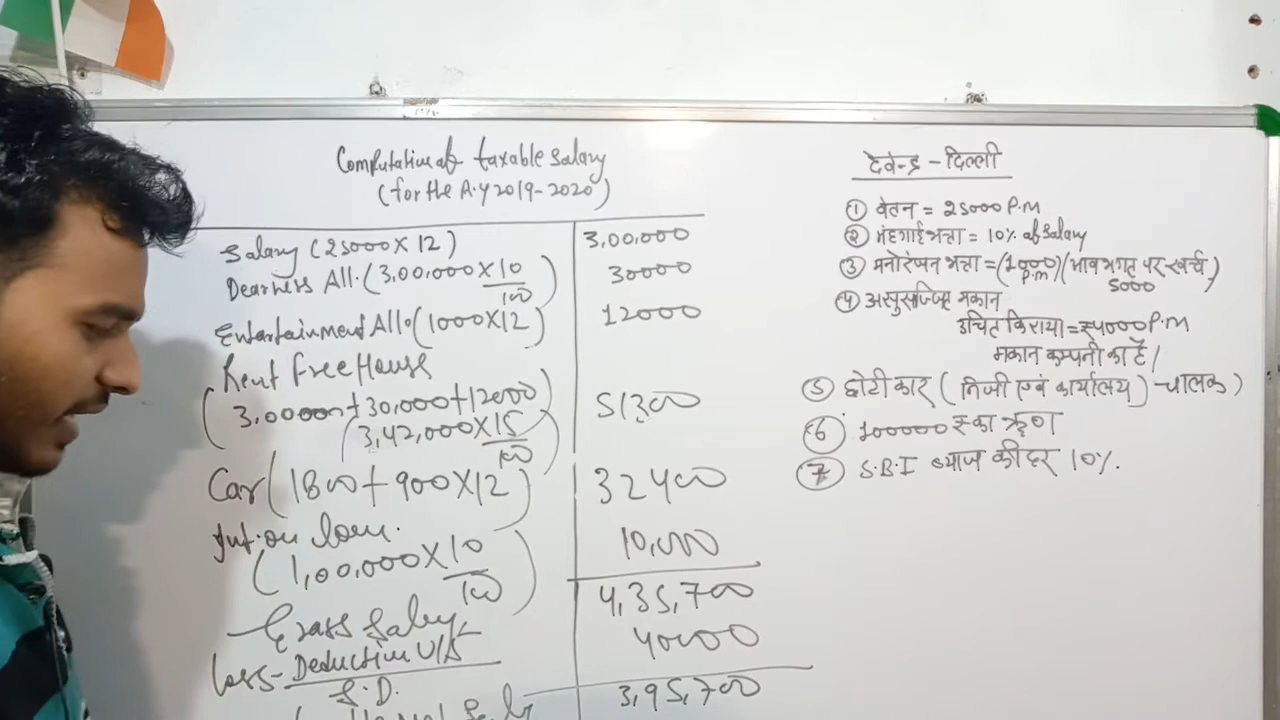 Computation of taxable Salary
(for the A.Y 2019-2020)
Salary (25000 X 12) 3,00,000
Dearness All. (3,00,000 X 10/100) 30000
Entertainment Allo. (1000 X 12) 12000
Rent Free House
(3,00000 + 30,000 + 12000)
(3,42,000 X 15/100) 51300
Car (1800 + 900 X 12) 32400
Int. on loan.
(1,00,000 X 10/100) 10,000
Grass Salary 4,35,700
Less - Deduction U/S 40000
S.D.
3,95,700
देवेन्द्र - दिल्ली
① वेतन = 25000 P.M
② मंहगाई भत्ता = 10% of Salary
③ मनोरंजन भत्ता = (1000 P.M) (भावभगत पर खर्च 5000)
④ असुसज्जित मकान
उचित किराया = ₹4000 P.M
मकान कम्पनी का है।
⑤ छोटी कार (निजी एवं कार्यालय) - चालक)
⑥ 100000 ₹ का ऋण
⑦ S.B.I ब्याज की दर 10%.